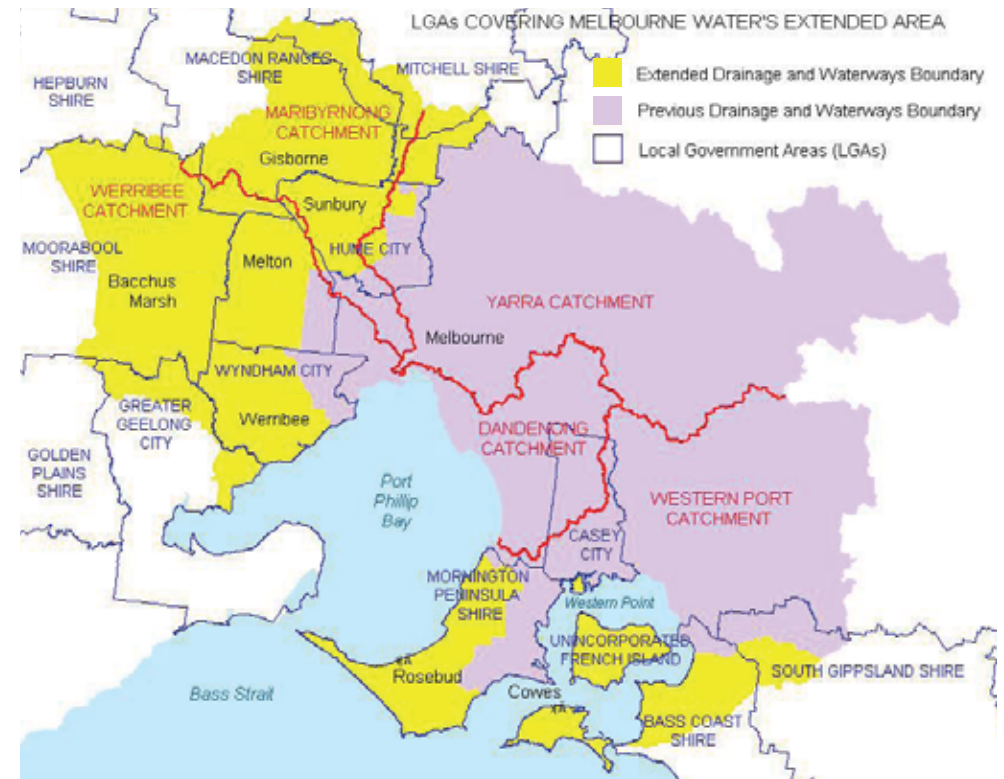 LGAs COVERING MELBOURNE WATER'S EXTENDED AREA
Extended Drainage and Waterways Boundary
Previous Drainage and Waterways Boundary
Local Government Areas (LGAs)
MACEDON RANGES
SHIRE
MITCHELL SHIRE
HEPBURN
SHIRE
MARIBYRNONG
CATCHMENT
Gisborne
WERRIBEE
CATCHMENT
Sunbury
HUME CITY
MOORABOOL
SHIRE
Melton
Bacchus
Marsh
YARRA CATCHMENT
Melbourne
WYNDHAM CITY
GREATER
GEELONG
CITY
Werribee
DANDENONG
CATCHMENT
GOLDEN
PLAINS
SHIRE
Port
Phillip
Bay
WESTERN PORT
CATCHMENT
CASEY
CITY
MORNINGTON
PENINSULA
SHIRE
Western Point
UNINCORPORATED
FRENCH ISLAND
Rosebud
SOUTH GIPPSLAND SHIRE
Bass Strait
Cowes
BASS COAST
SHIRE